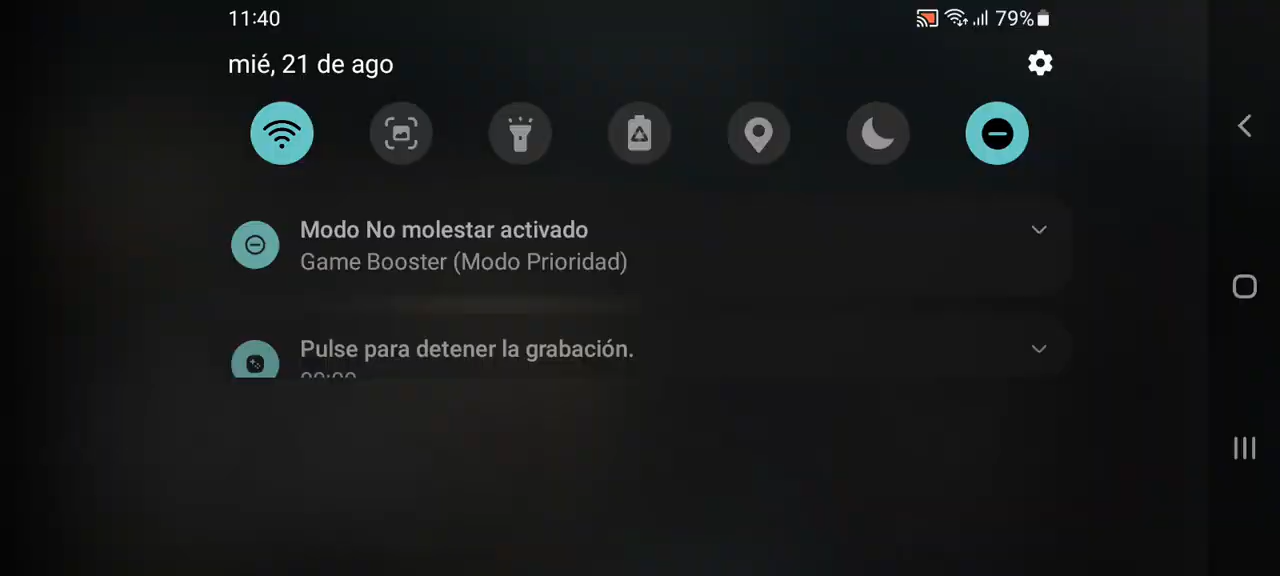 11:40
79%
mié, 21 de ago
Modo No molestar activado
Game Booster (Modo Prioridad)
Pulse para detener la grabación.